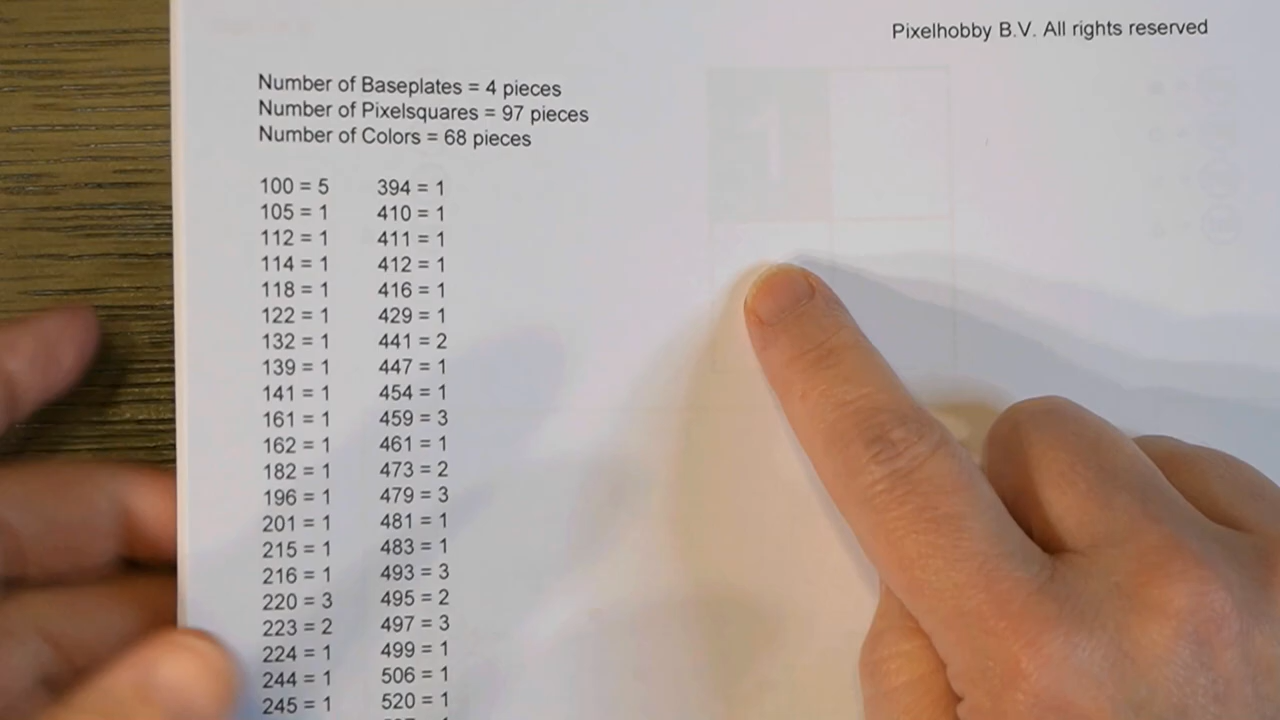 Pixelhobby B.V. All rights reserved
Number of Baseplates = 4 pieces
Number of Pixelsquares = 97 pieces
Number of Colors = 68 pieces
100 = 5
105 = 1
112 = 1
114 = 1
118 = 1
122 = 1
132 = 1
139 = 1
141 = 1
161 = 1
162 = 1
182 = 1
196 = 1
201 = 1
215 = 1
216 = 1
220 = 3
223 = 2
224 = 1
244 = 1
245 = 1
394 = 1
410 = 1
411 = 1
412 = 1
416 = 1
429 = 1
441 = 2
447 = 1
454 = 1
459 = 3
461 = 1
473 = 2
479 = 3
481 = 1
483 = 1
493 = 3
495 = 2
497 = 3
499 = 1
506 = 1
520 = 1